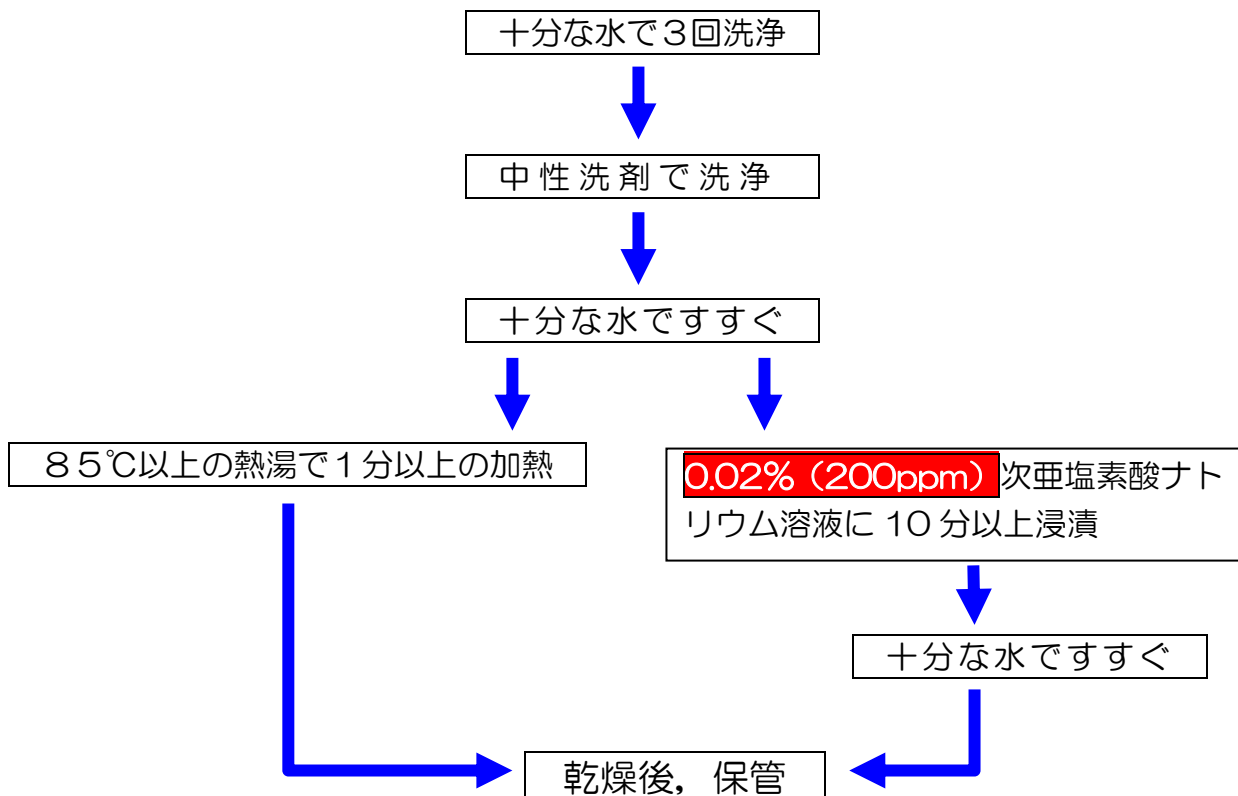 十分な水で３回洗浄
中性洗剤で洗浄
十分な水ですすぐ
８５℃以上の熱湯で１分以上の加熱
0.02%（200ppm）次亜塩素酸ナト
リウム溶液に 10 分以上浸漬
十分な水ですすぐ
乾燥後，保管